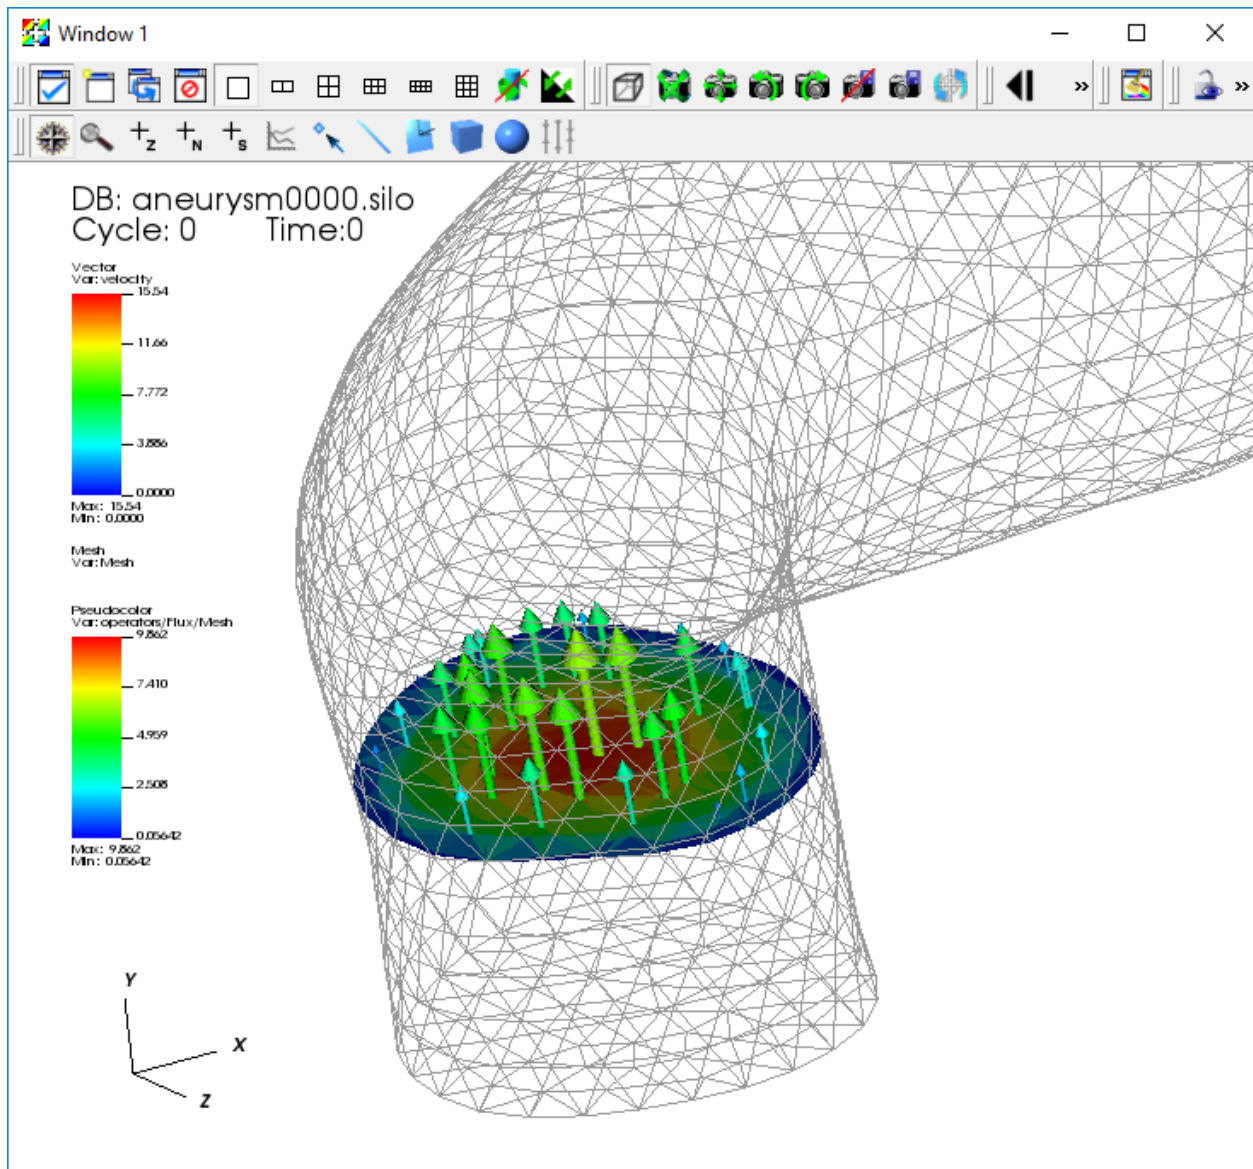 Window 1
DB: aneurysm0000.silo
Cycle: 0 Time:0
Vector
Var: velocity
15.54
11.66
7.772
3.886
0.0000
Max: 15.54
Min: 0.0000
Mesh
Var: Mesh
Pseudocolor
Var: operators/Flux/Mesh
9.862
7.410
4.959
2.508
0.05642
Max: 9.862
Min: 0.05642
Y
X
Z